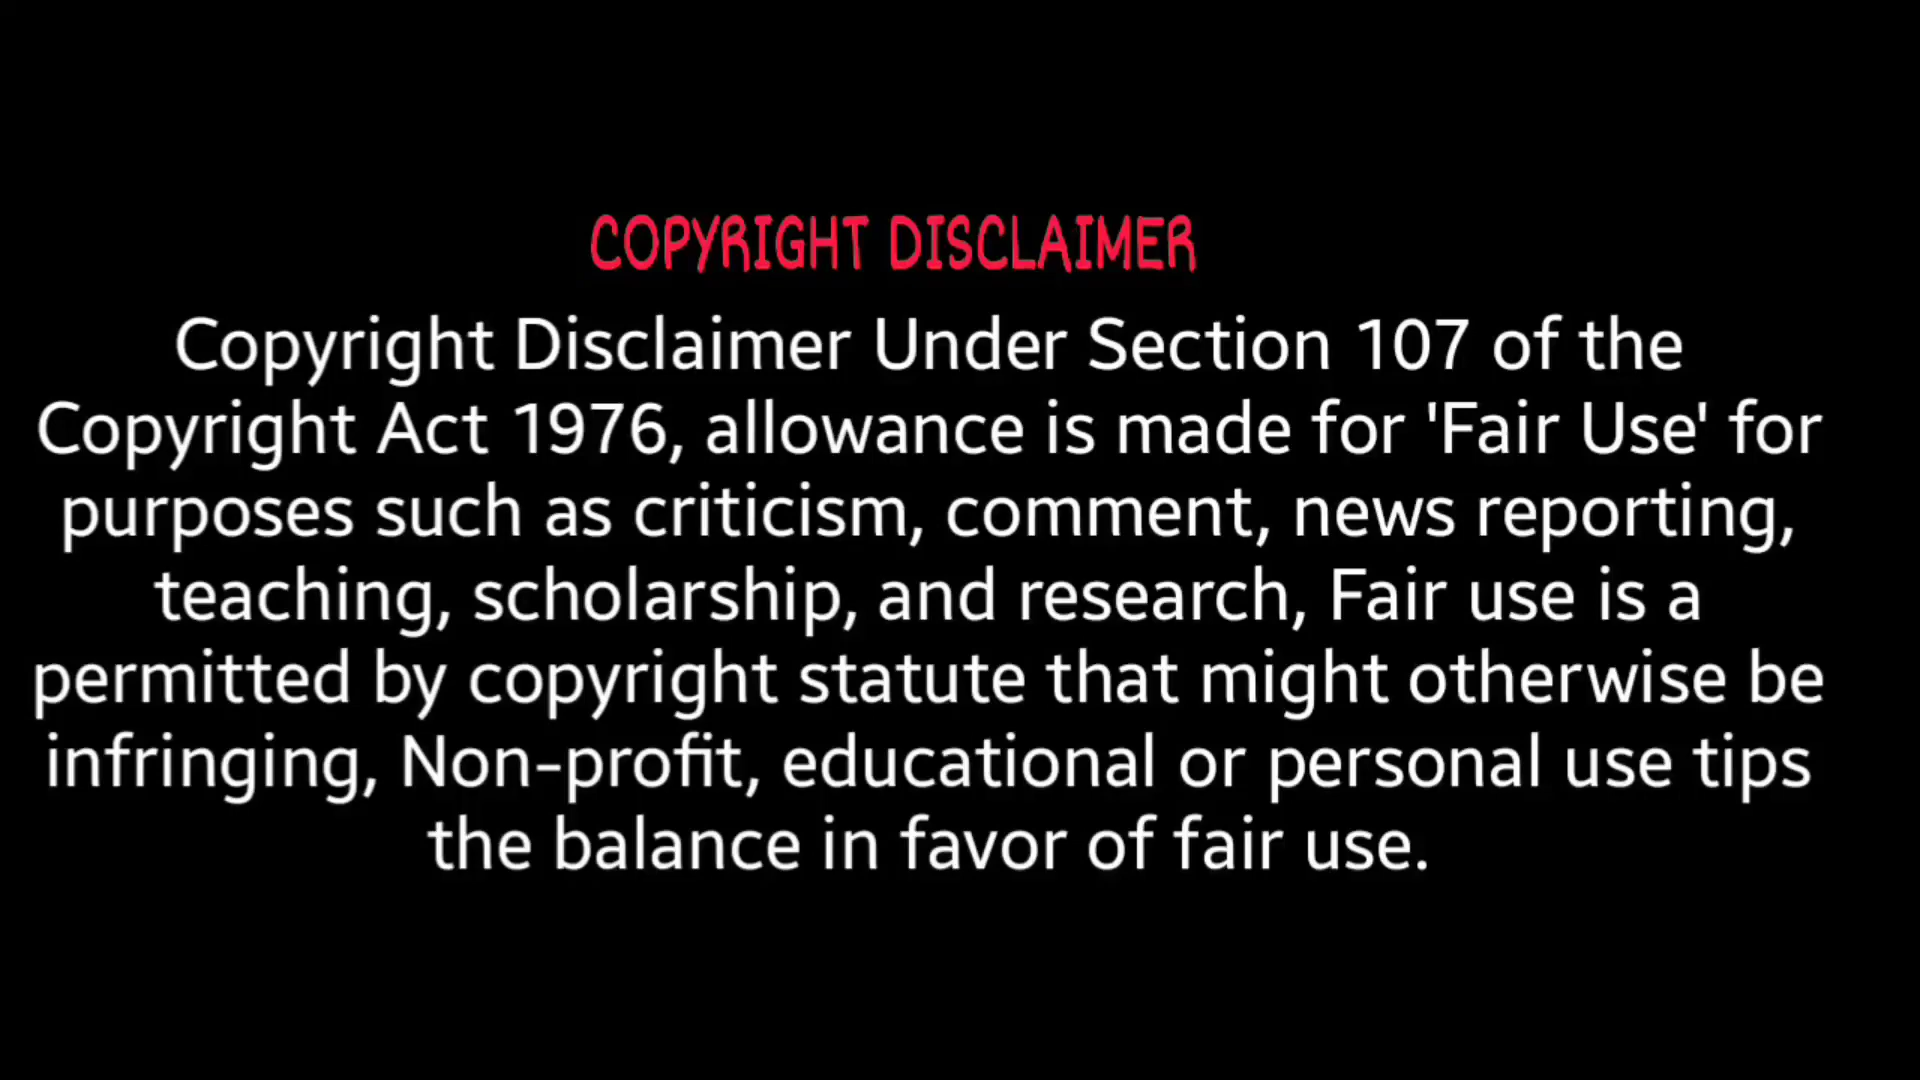 COPYRIGHT DISCLAIMER
Copyright Disclaimer Under Section 107 of the
Copyright Act 1976, allowance is made for 'Fair Use' for
purposes such as criticism, comment, news reporting,
teaching, scholarship, and research, Fair use is a
permitted by copyright statute that might otherwise be
infringing, Non-profit, educational or personal use tips
the balance in favor of fair use.